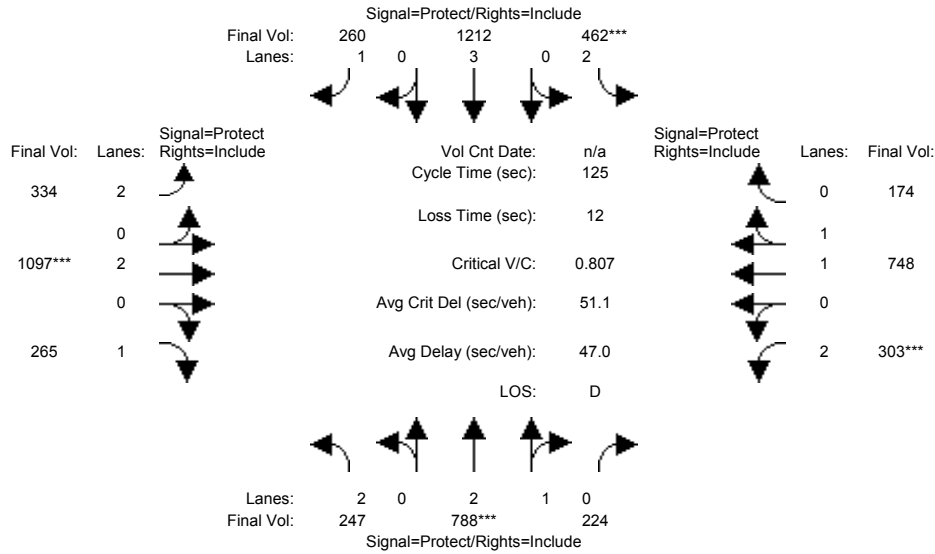 Signal=Protect/Rights=Include
Final Vol: 260 1212 462***
Lanes: 1 0 3 0 2
Signal=Protect
Final Vol: Lanes: Rights=Include
Vol Cnt Date: n/a
Signal=Protect
Rights=Include Lanes: Final Vol:
Cycle Time (sec): 125
334 2
0 174
Loss Time (sec): 12
0
1
1097*** 2
Critical V/C: 0.807
1 748
0
Avg Crit Del (sec/veh): 51.1
0
265 1
Avg Delay (sec/veh): 47.0
2 303***
LOS: D
Lanes: 2 0 2 1 0
Final Vol: 247 788*** 224
Signal=Protect/Rights=Include